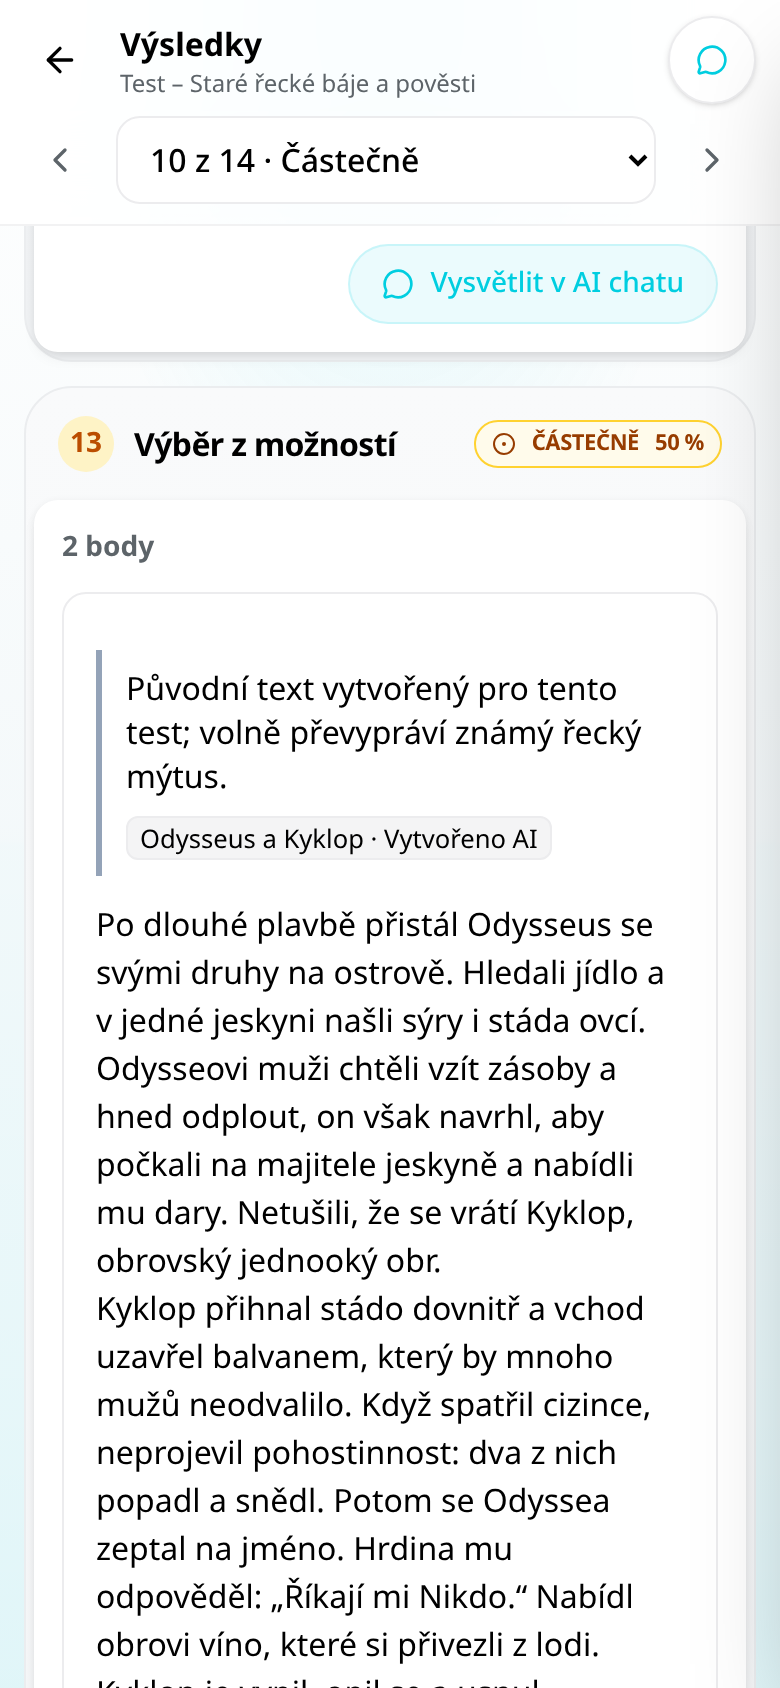 Výsledky
Test – Staré řecké báje a pověsti
10 z 14 · Částečně
Vysvětlit v AI chatu
13 Výběr z možností ČÁSTEČNĚ 50 %
2 body
Původní text vytvořený pro tento
test; volně převypráví známý řecký
mýtus.
Odysseus a Kyklop · Vytvořeno AI
Po dlouhé plavbě přistál Odysseus se
svými druhy na ostrově. Hledali jídlo a
v jedné jeskyni našli sýry i stáda ovcí.
Odysseovi muži chtěli vzít zásoby a
hned odplout, on však navrhl, aby
počkali na majitele jeskyně a nabídli
mu dary. Netušili, že se vrátí Kyklop,
obrovský jednooký obr.
Kyklop přihnal stádo dovnitř a vchod
uzavřel balvanem, který by mnoho
mužů neodvalilo. Když spatřil cizince,
neprojevil pohostinnost: dva z nich
popadl a snědl. Potom se Odyssea
zeptal na jméno. Hrdina mu
odpověděl: „Říkají mi Nikdo.“ Nabídl
obrovi víno, které si přivezli z lodi.